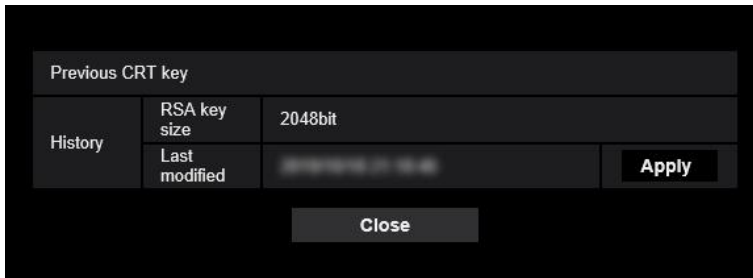 Previous CRT key
History
RSA key
size
2048bit
Last
modified
Apply
Close